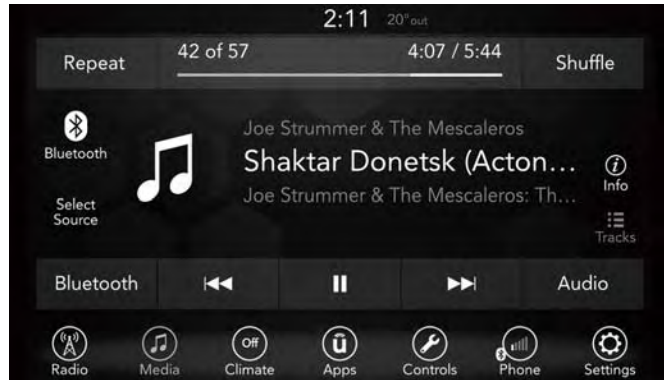 2:11 20°out
Repeat 42 of 57 4:07 / 5:44 Shuffle
Bluetooth
Select
Source
Joe Strummer & The Mescaleros
Shaktar Donetsk (Acton...
Joe Strummer & The Mescaleros: Th...
i
Info
Tracks
Bluetooth Audio
Radio Media Off Climate ū Apps Controls Phone Settings